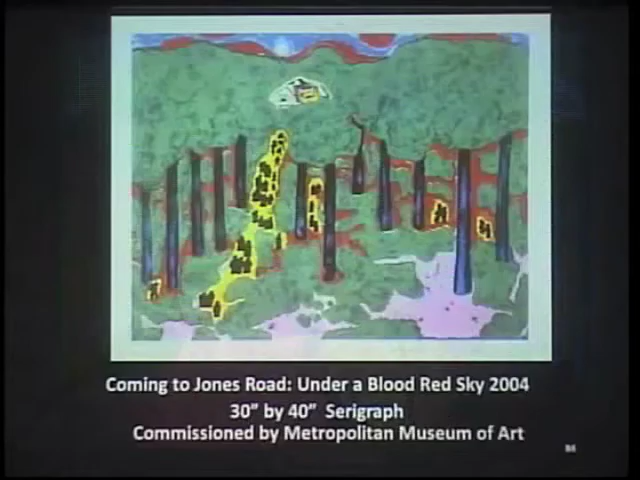 Coming to Jones Road: Under a Blood Red Sky 2004
30” by 40”  Serigraph
Commissioned by Metropolitan Museum of Art